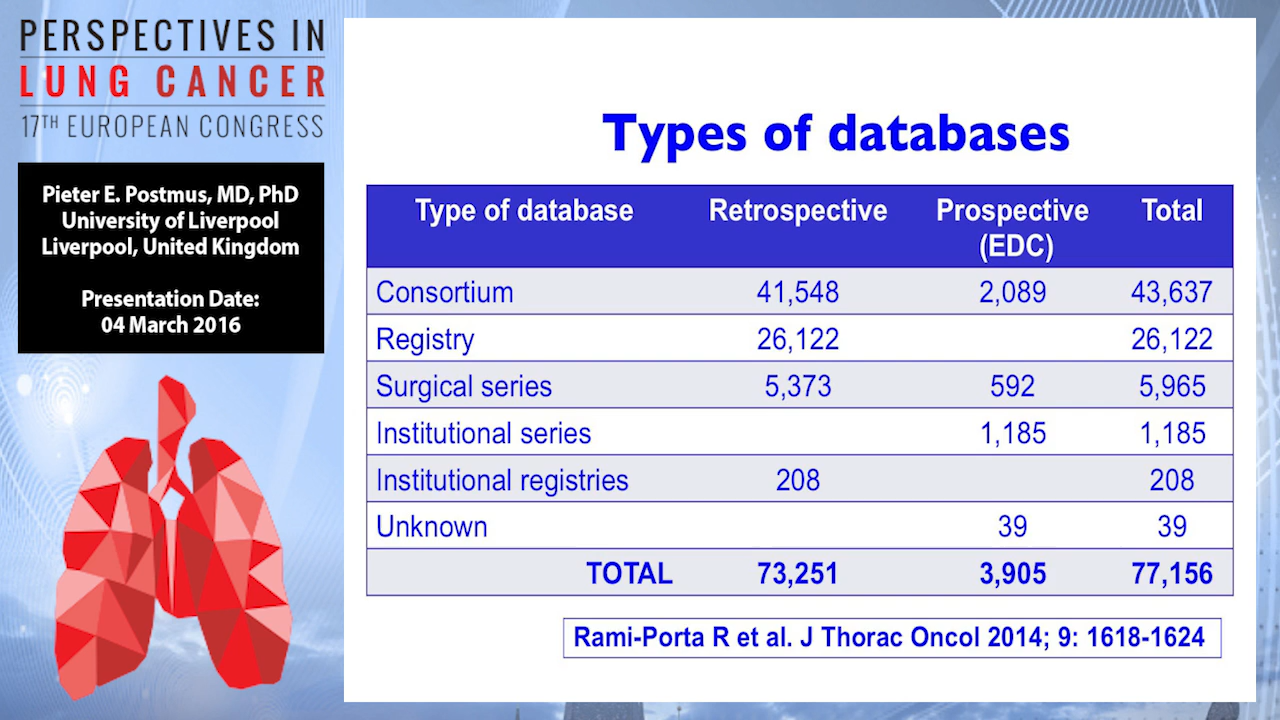 PERSPECTIVES IN
LUNG CANCER
17TH EUROPEAN CONGRESS
Pieter E. Postmus, MD, PhD
University of Liverpool
Liverpool, United Kingdom
Presentation Date:
04 March 2016
Types of databases
Type of database Retrospective Prospective (EDC) Total
Consortium 41,548 2,089 43,637
Registry 26,122 26,122
Surgical series 5,373 592 5,965
Institutional series 1,185 1,185
Institutional registries 208 208
Unknown 39 39
TOTAL 73,251 3,905 77,156
Rami-Porta R et al. J Thorac Oncol 2014; 9: 1618-1624